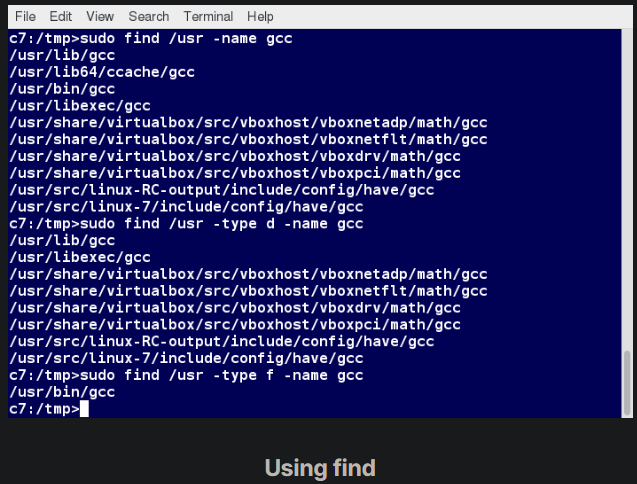 File Edit View Search Terminal Help
c7:/tmp>sudo find /usr -name gcc
/usr/lib/gcc
/usr/lib64/ccache/gcc
/usr/bin/gcc
/usr/libexec/gcc
/usr/share/virtualbox/src/vboxhost/vboxnetadp/math/gcc
/usr/share/virtualbox/src/vboxhost/vboxnetflt/math/gcc
/usr/share/virtualbox/src/vboxhost/vboxdrv/math/gcc
/usr/share/virtualbox/src/vboxhost/vboxpci/math/gcc
/usr/src/linux-RC-output/include/config/have/gcc
/usr/src/linux-7/include/config/have/gcc
c7:/tmp>sudo find /usr -type d -name gcc
/usr/lib/gcc
/usr/libexec/gcc
/usr/share/virtualbox/src/vboxhost/vboxnetadp/math/gcc
/usr/share/virtualbox/src/vboxhost/vboxnetflt/math/gcc
/usr/share/virtualbox/src/vboxhost/vboxdrv/math/gcc
/usr/share/virtualbox/src/vboxhost/vboxpci/math/gcc
/usr/src/linux-RC-output/include/config/have/gcc
/usr/src/linux-7/include/config/have/gcc
c7:/tmp>sudo find /usr -type f -name gcc
/usr/bin/gcc
c7:/tmp>
Using find